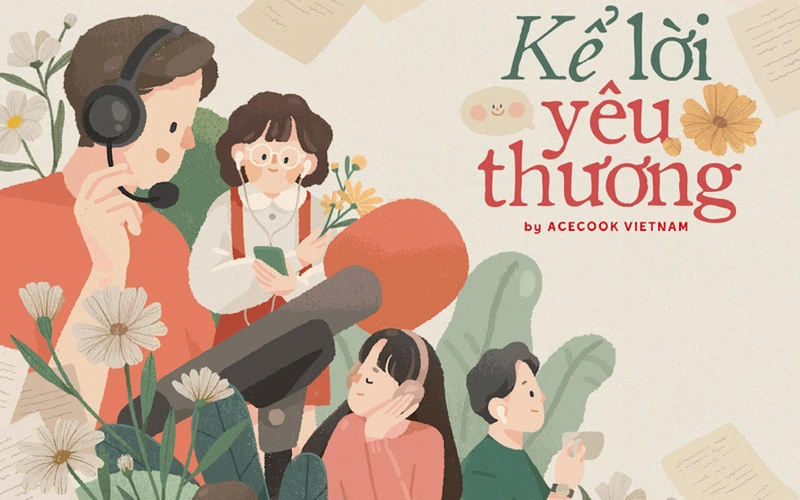 Kể lời
yêu
thương
by ACECOOK VIETNAM